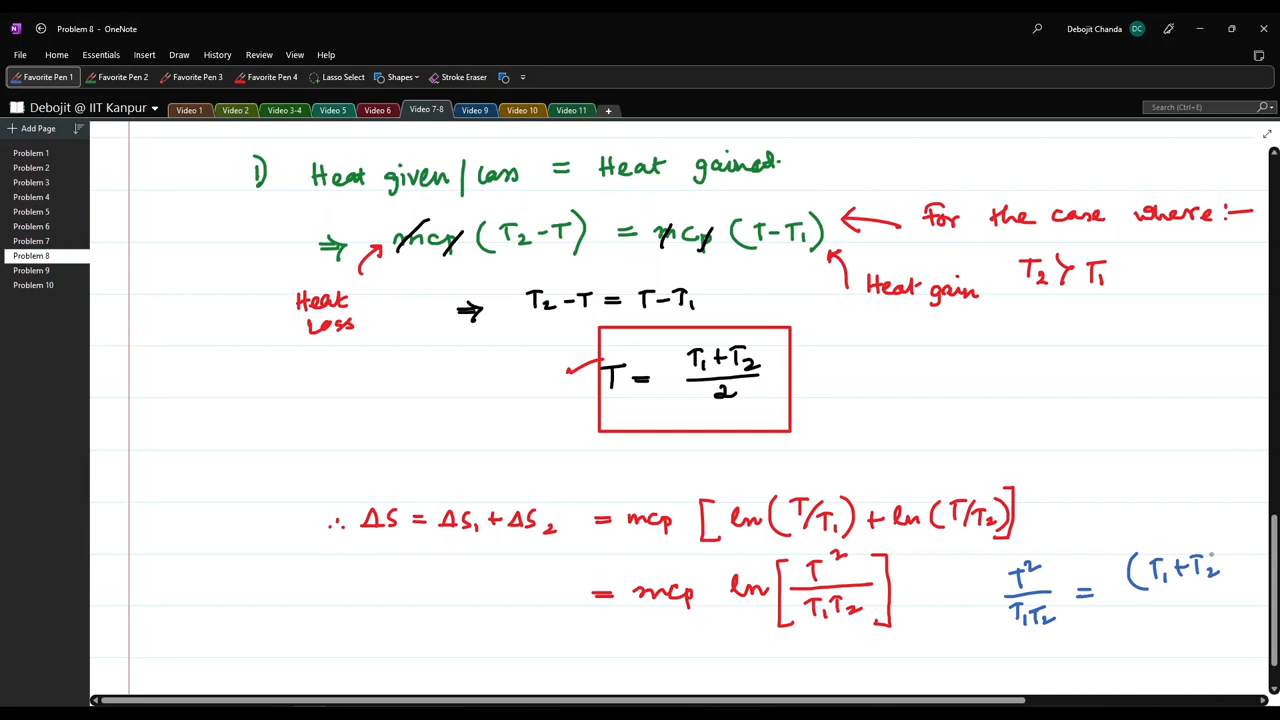 Problem 8 - OneNote
Debojit Chanda DC
File Home Essentials Insert Draw History Review View Help
Favorite Pen 1 Favorite Pen 2 Favorite Pen 3 Favorite Pen 4 Lasso Select Shapes Stroke Eraser
Debojit @ IIT Kanpur Video 1 Video 2 Video 3-4 Video 5 Video 6 Video 7-8 Video 9 Video 10 Video 11 Search (Ctrl+E)
Add Page
Problem 1
Problem 2
Problem 3
Problem 4
Problem 5
Problem 6
Problem 7
Problem 8
Problem 9
Problem 10
1) Heat given/Loss = Heat gained.
⇒ mcp (T₂-T) = mcp (T-T₁) For the case where :-
T₂ > T₁
Heat gain
Heat Loss
⇒ T₂-T = T-T₁
T = (T₁+T₂)/2
∴ ΔS = ΔS₁ + ΔS₂ = mcp [ln (T/T₁) + ln (T/T₂)]
= mcp ln [T²/T₁T₂] T²/T₁T₂ = (T₁+T₂